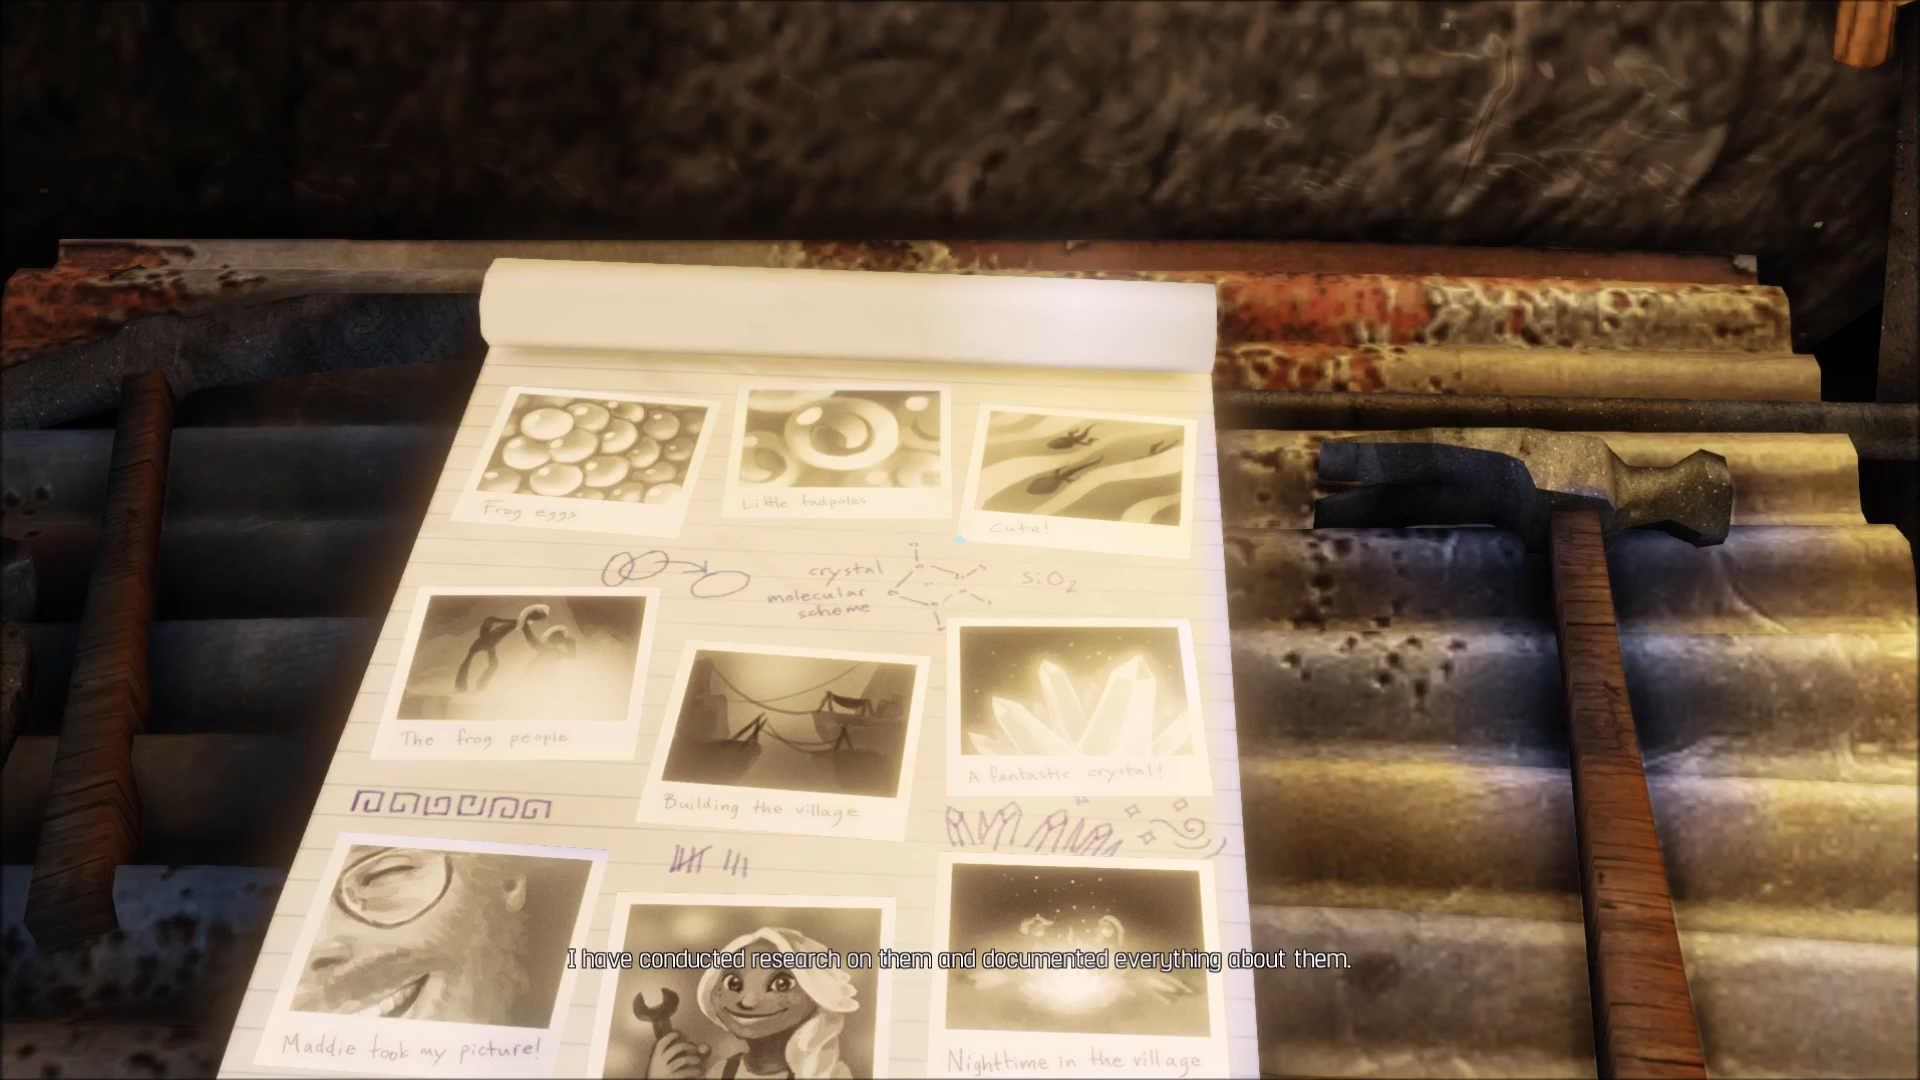 Frog eggs
Little tadpoles
Cute!
crystal
molecular
scheme
SiO2
The frog people
Building the village
A fantastic crystal!
I have conducted research on them and documented everything about them.
Maddie took my picture!
Nighttime in the village